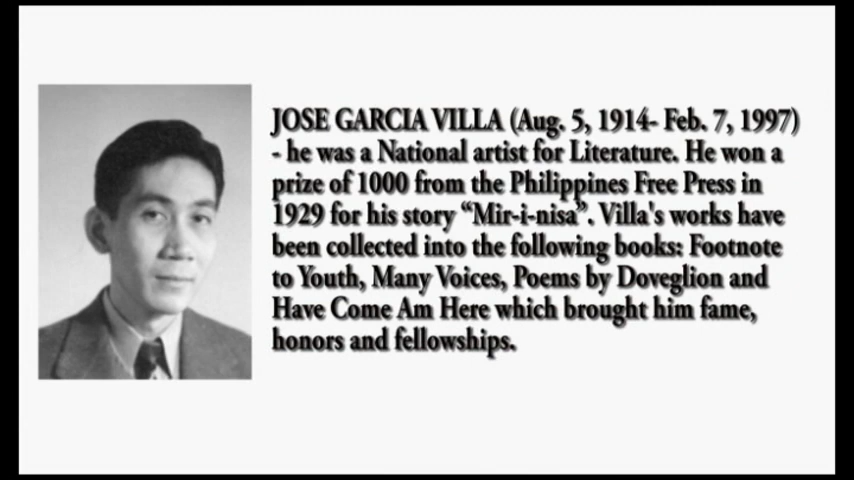 JOSE GARCIA VILLA (Aug. 5, 1914- Feb. 7, 1997)
- he was a National artist for Literature. He won a
prize of 1000 from the Philippines Free Press in
1929 for his story “Mir-i-nisa”. Villa's works have
been collected into the following books: Footnote
to Youth, Many Voices, Poems by Doveglion and
Have Come Am Here which brought him fame,
honors and fellowships.